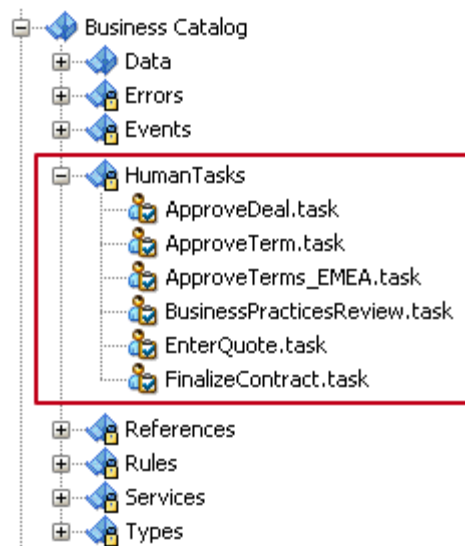 Business Catalog
Data
Errors
Events
HumanTasks
ApproveDeal.task
ApproveTerm.task
ApproveTerms_EMEA.task
BusinessPracticesReview.task
EnterQuote.task
FinalizeContract.task
References
Rules
Services
Types